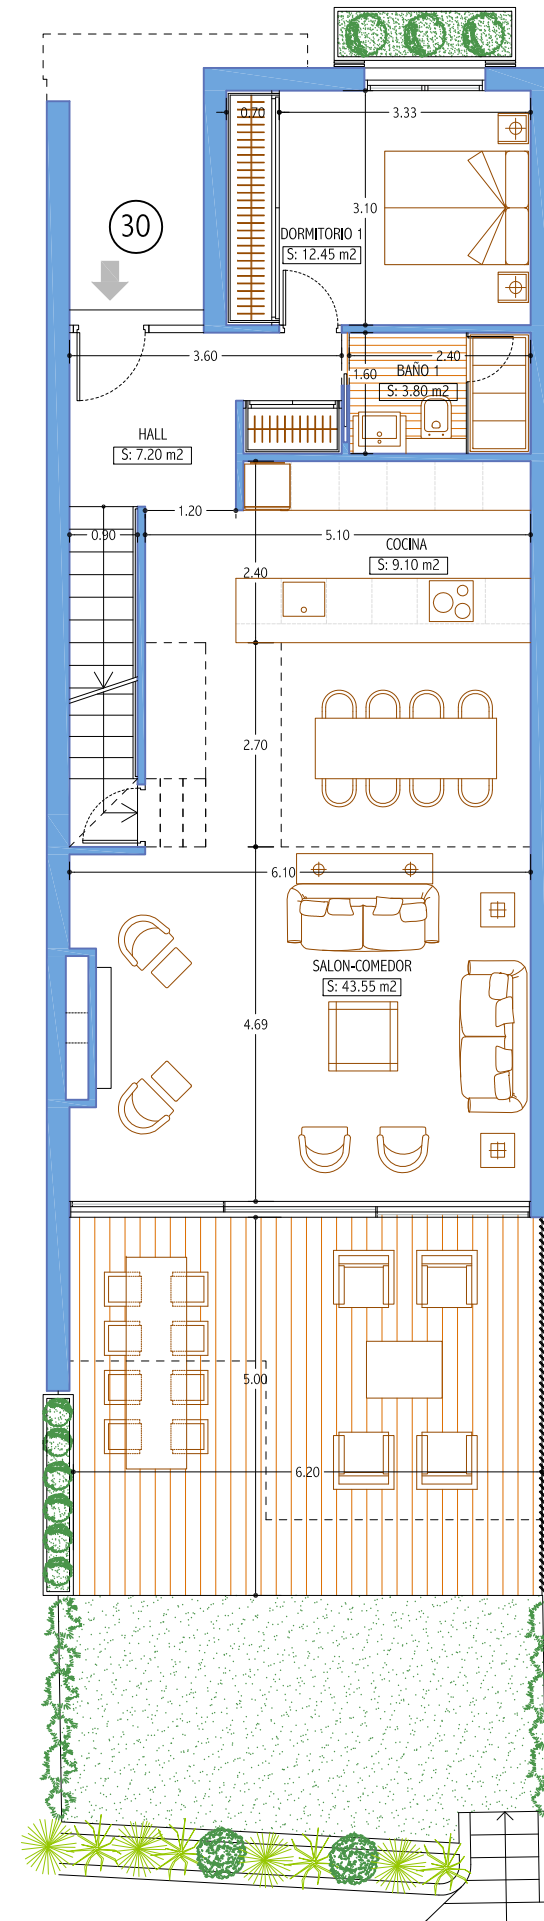 0.70
3.33
30
3.10
DORMITORIO 1
S: 12.45 m2
3.60
2.40
1.60
BAÑO 1
S: 3.80 m2
HALL
S: 7.20 m2
1.20
0.90
5.10
COCINA
S: 9.10 m2
2.40
2.70
6.10
SALON-COMEDOR
S: 43.55 m2
4.69
5.00
6.20